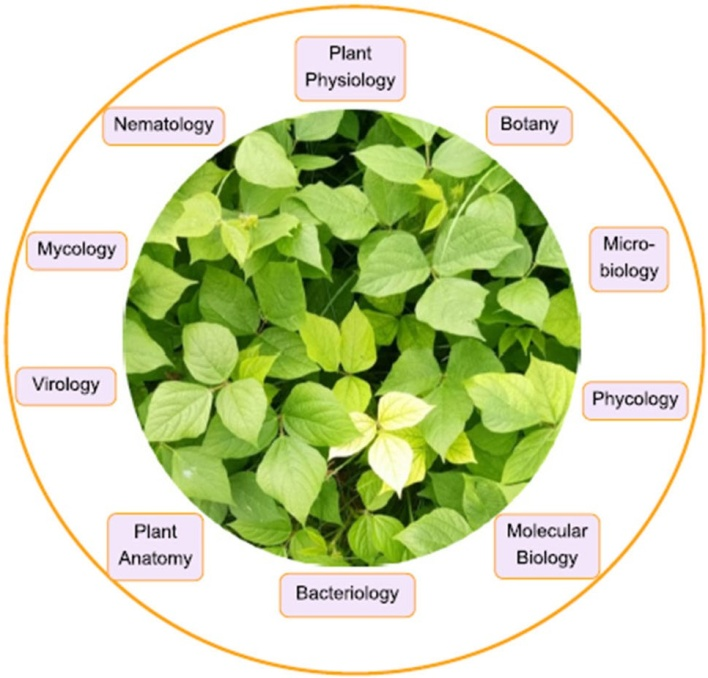 Plant
Physiology
Nematology
Botany
Mycology
Micro-
biology
Virology
Phycology
Plant
Anatomy
Molecular
Biology
Bacteriology